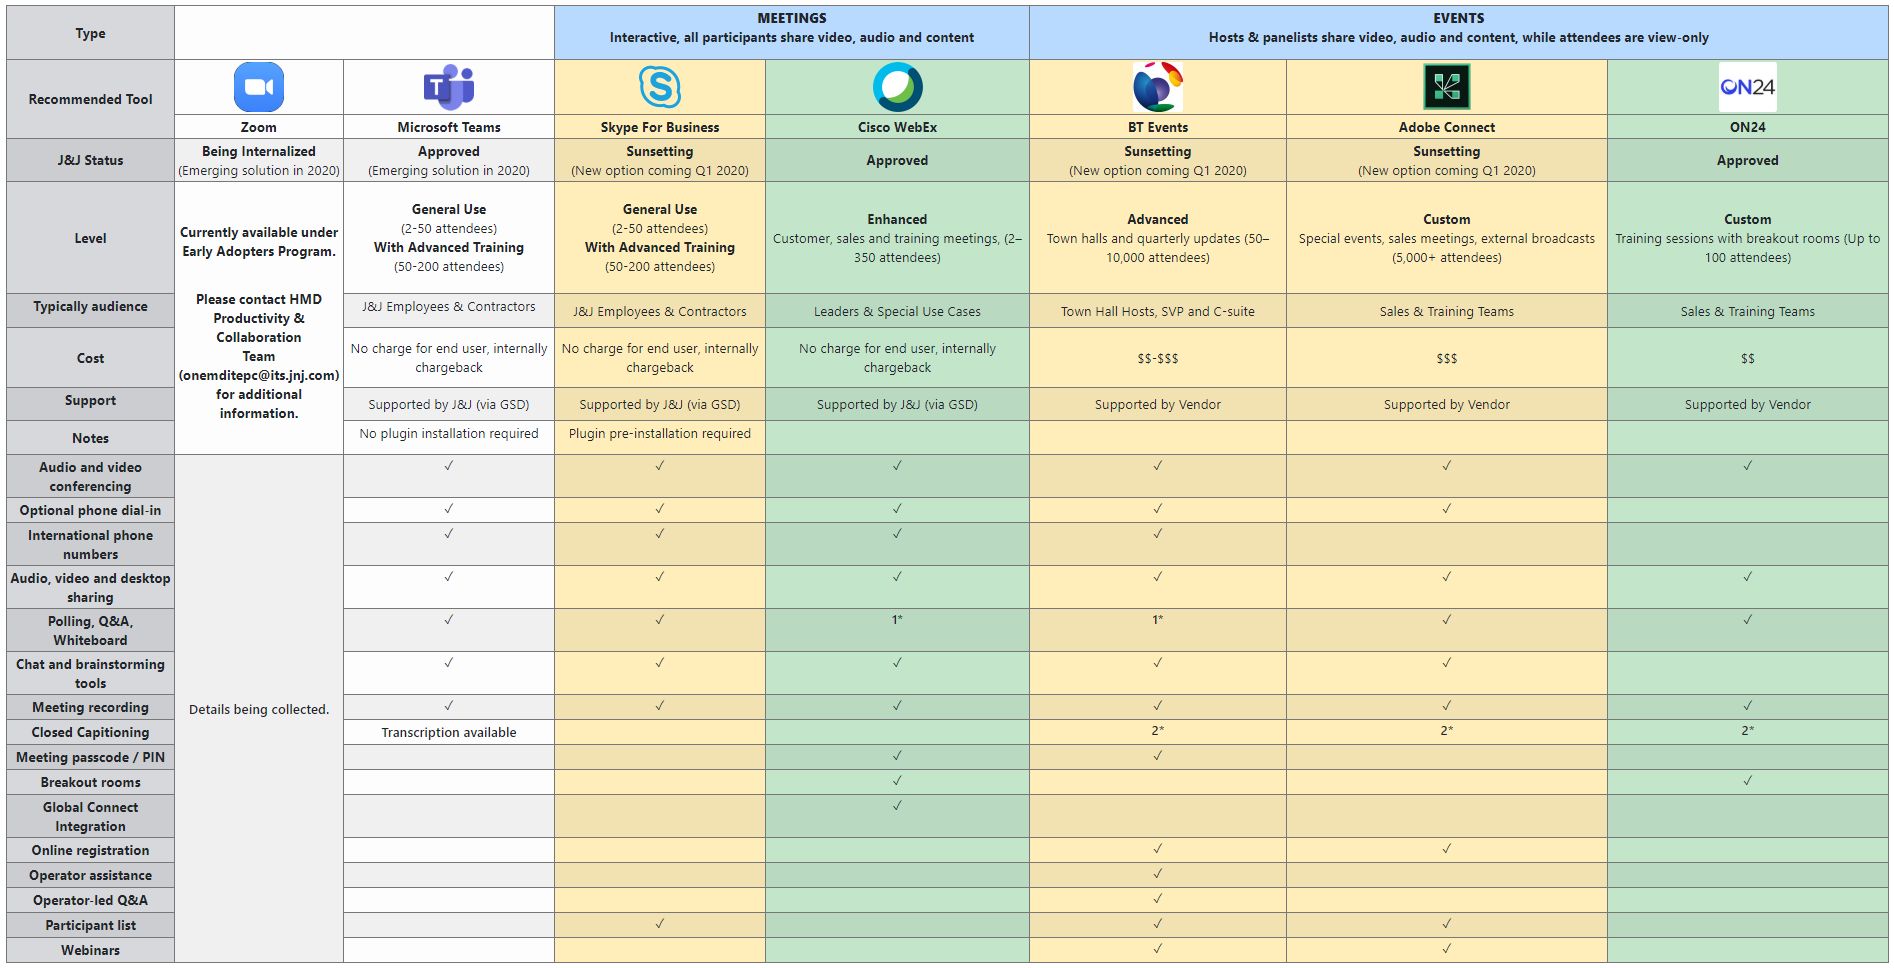 Type
MEETINGS
Interactive, all participants share video, audio and content
EVENTS
Hosts & panelists share video, audio and content, while attendees are view-only
Recommended Tool
Zoom
T
Microsoft Teams
S
Skype For Business
Cisco WebEx
BT Events
Adobe Connect
ON24
ON24
J&J Status
Being Internalized
(Emerging solution in 2020)
Approved
(Emerging solution in 2020)
Sunsetting
(New option coming Q1 2020)
Approved
Sunsetting
(New option coming Q1 2020)
Sunsetting
(New option coming Q1 2020)
Approved
Level
Currently available under
Early Adopters Program.
Please contact HMD
Productivity &
Collaboration
Team
(onemditepc@its.jnj.com)
for additional
information.
General Use
(2-50 attendees)
With Advanced Training
(50-200 attendees)
General Use
(2-50 attendees)
With Advanced Training
(50-200 attendees)
Enhanced
Customer, sales and training meetings, (2–
350 attendees)
Advanced
Town halls and quarterly updates (50–
10,000 attendees)
Custom
Special events, sales meetings, external broadcasts
(5,000+ attendees)
Custom
Training sessions with breakout rooms (Up to
100 attendees)
Typically audience
J&J Employees & Contractors
J&J Employees & Contractors
Leaders & Special Use Cases
Town Hall Hosts, SVP and C-suite
Sales & Training Teams
Sales & Training Teams
Cost
No charge for end user, internally
chargeback
No charge for end user, internally
chargeback
No charge for end user, internally
chargeback
$$-$$$
$$$
$$
Support
Supported by J&J (via GSD)
Supported by J&J (via GSD)
Supported by J&J (via GSD)
Supported by Vendor
Supported by Vendor
Supported by Vendor
Notes
No plugin installation required
Plugin pre-installation required
Details being collected.
Audio and video
conferencing
✓ ✓ ✓ ✓ ✓ ✓
Optional phone dial-in
✓ ✓ ✓ ✓ ✓
International phone
numbers
✓ ✓ ✓ ✓
Audio, video and desktop
sharing
✓ ✓ ✓ ✓ ✓ ✓
Polling, Q&A,
Whiteboard
✓ ✓ 1* 1* ✓ ✓
Chat and brainstorming
tools
✓ ✓ ✓ ✓ ✓
Meeting recording
✓ ✓ ✓ ✓ ✓ ✓
Closed Capitioning
Transcription available
2* 2* 2*
Meeting passcode / PIN
✓ ✓
Breakout rooms
✓ ✓
Global Connect
Integration
✓
Online registration
✓ ✓
Operator assistance
✓
Operator-led Q&A
✓
Participant list
✓ ✓ ✓
Webinars
✓ ✓